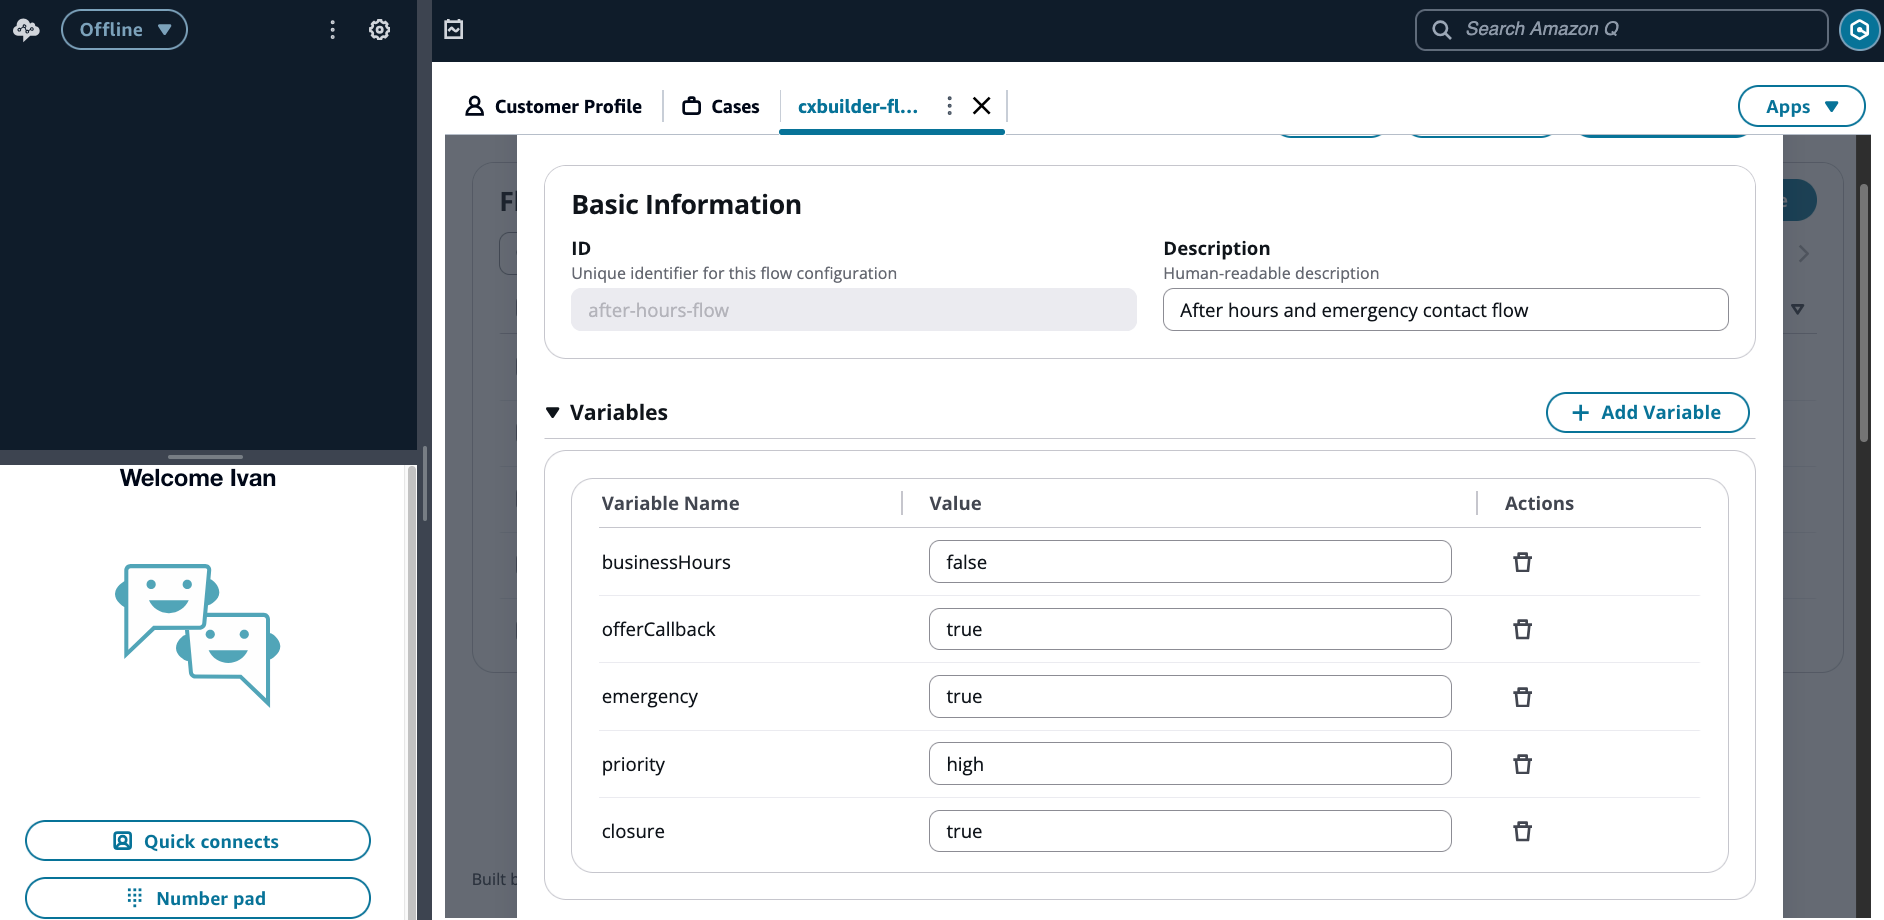 Offline
Search Amazon Q
Customer Profile
Cases
cxbuilder-fl...
Apps
Basic Information
ID
Unique identifier for this flow configuration
after-hours-flow
Description
Human-readable description
After hours and emergency contact flow
Variables
Add Variable
Variable Name
Value
Actions
businessHours
false
offerCallback
true
emergency
true
priority
high
closure
true
Welcome Ivan
Quick connects
Number pad
Built